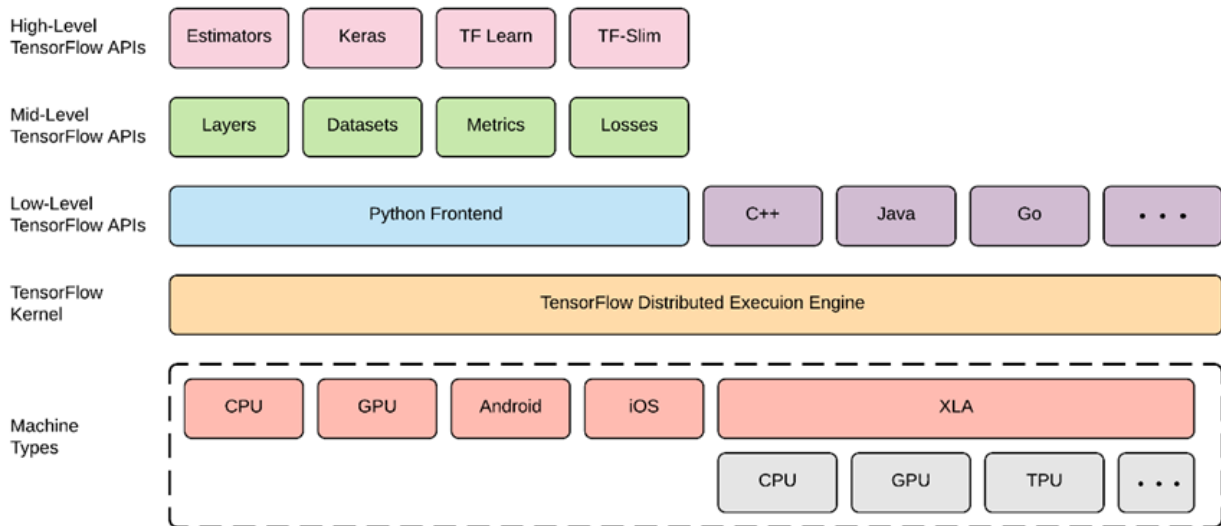 High-Level
TensorFlow APIs
Estimators
Keras
TF Learn
TF-Slim
Mid-Level
TensorFlow APIs
Layers
Datasets
Metrics
Losses
Low-Level
TensorFlow APIs
Python Frontend
C++
Java
Go
• • •
TensorFlow
Kernel
TensorFlow Distributed Execuion Engine
Machine
Types
CPU
GPU
Android
iOS
XLA
CPU
GPU
TPU
• • •